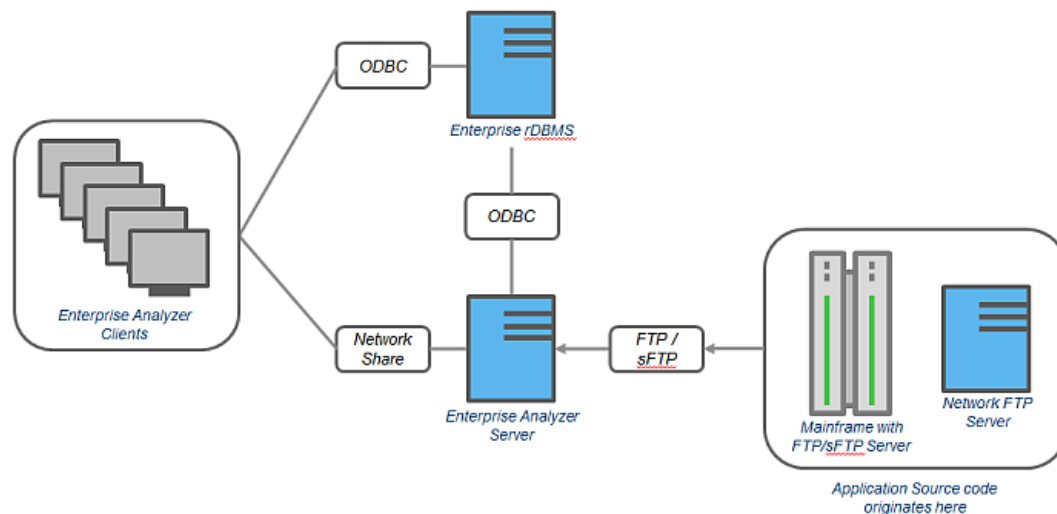 ODBC
Enterprise rDBMS
ODBC
Enterprise Analyzer
Clients
Network
Share
FTP /
sFTP
Enterprise Analyzer
Server
Mainframe with
FTP/sFTP Server
Network FTP
Server
Application Source code
originates here